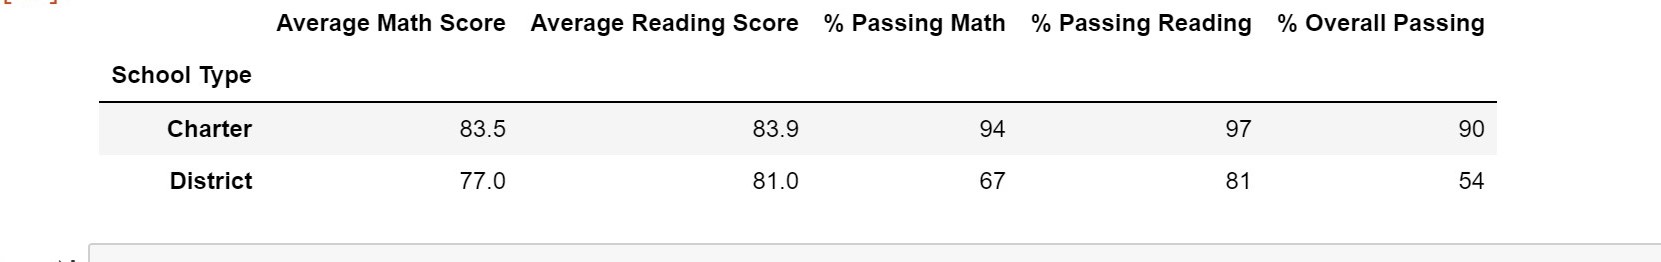 Average Math Score Average Reading Score % Passing Math % Passing Reading % Overall Passing
School Type
Charter 83.5 83.9 94 97 90
District 77.0 81.0 67 81 54